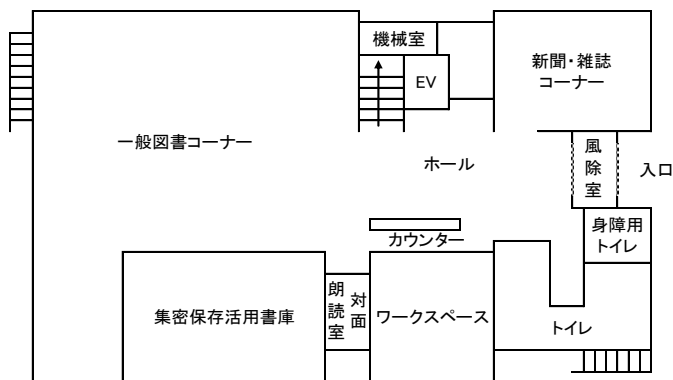 機械室
新聞・雑誌
コーナー
EV
一般図書コーナー
ホール
風除室
入口
身障用
トイレ
カウンター
対面
朗読室
集密保存活用書庫
ワークスペース
トイレ